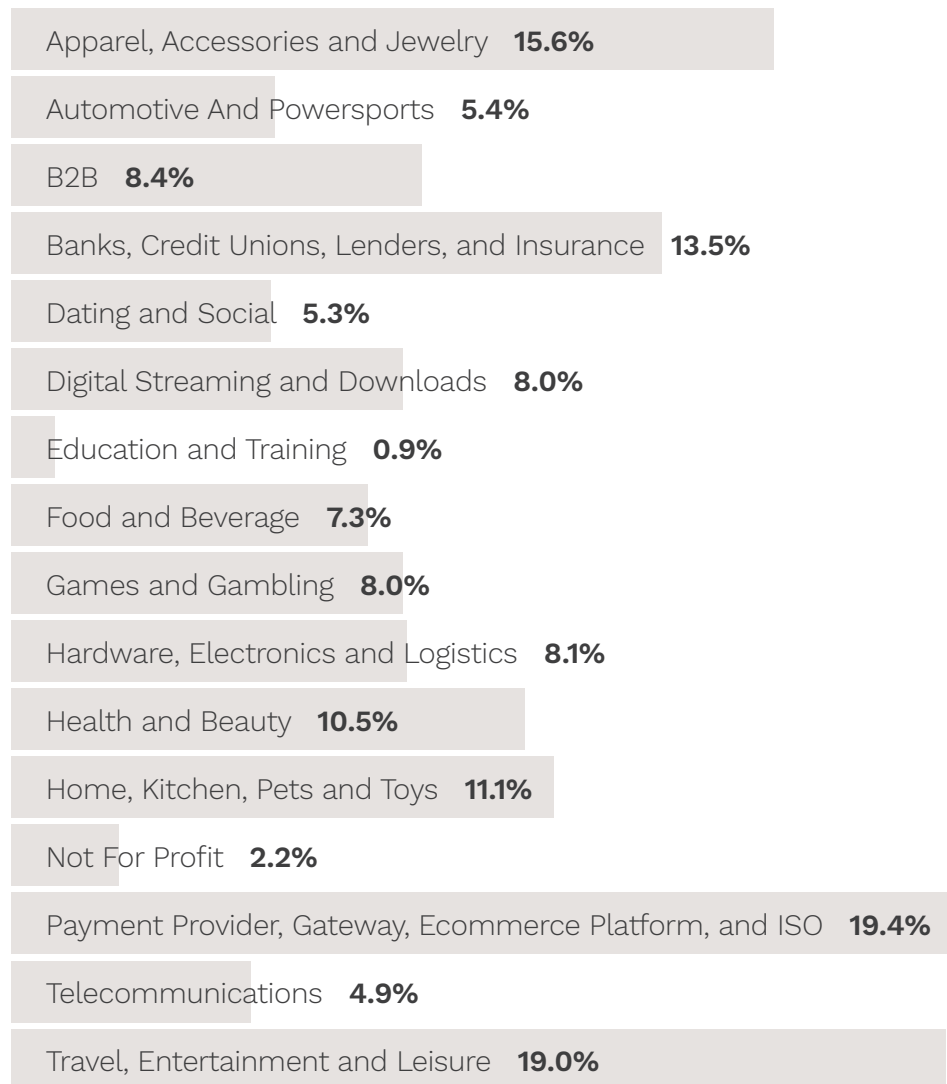 Apparel, Accessories and Jewelry 15.6%
Automotive And Powersports 5.4%
B2B 8.4%
Banks, Credit Unions, Lenders, and Insurance 13.5%
Dating and Social 5.3%
Digital Streaming and Downloads 8.0%
Education and Training 0.9%
Food and Beverage 7.3%
Games and Gambling 8.0%
Hardware, Electronics and Logistics 8.1%
Health and Beauty 10.5%
Home, Kitchen, Pets and Toys 11.1%
Not For Profit 2.2%
Payment Provider, Gateway, Ecommerce Platform, and ISO 19.4%
Telecommunications 4.9%
Travel, Entertainment and Leisure 19.0%